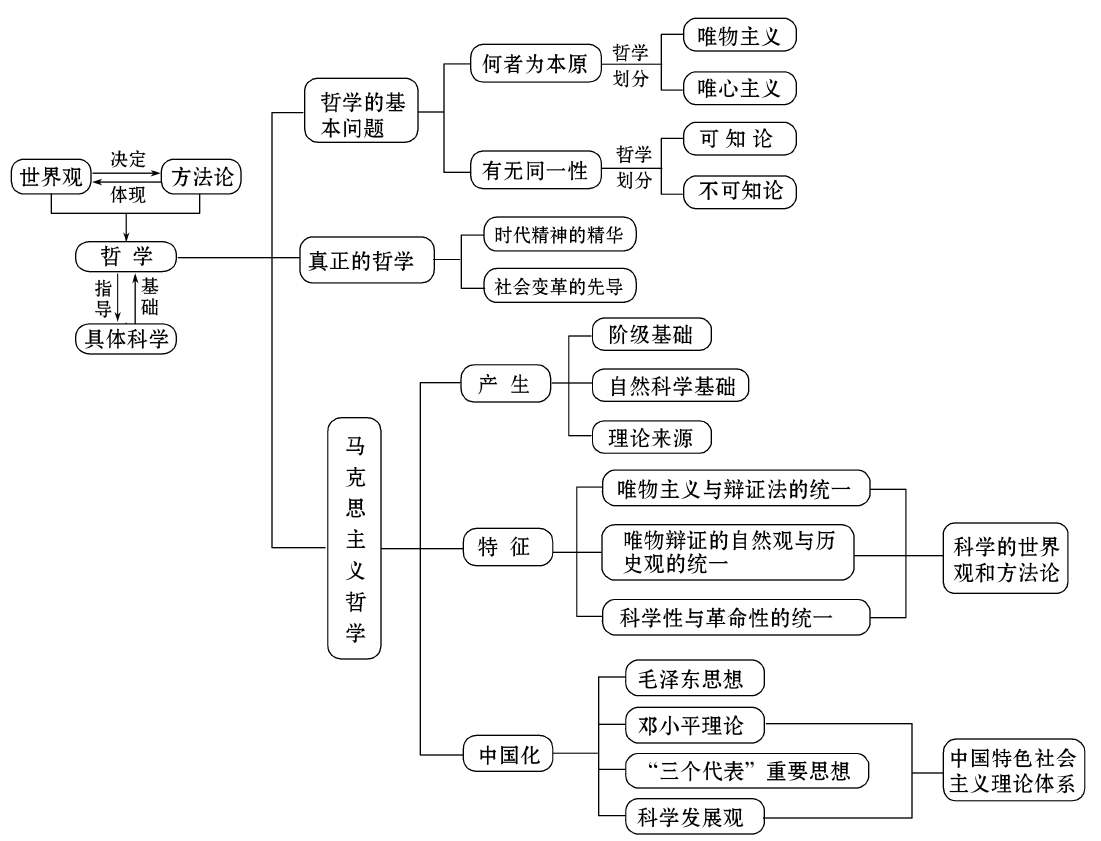 世界观
决定
体现
方法论
哲 学
指导
基础
具体科学
哲学的基
本问题
何者为本原
哲学
划分
唯物主义
唯心主义
有无同一性
哲学
划分
可 知 论
不可知论
真正的哲学
时代精神的精华
社会变革的先导
马克思主义哲学
产 生
阶级基础
自然科学基础
理论来源
特 征
唯物主义与辩证法的统一
唯物辩证的自然观与历
史观的统一
科学性与革命性的统一
科学的世界
观和方法论
中国化
毛泽东思想
邓小平理论
“三个代表”重要思想
科学发展观
中国特色社会
主义理论体系